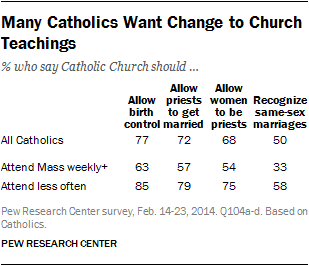 Many Catholics Want Change to Church
Teachings
% who say Catholic Church should ...
Allow birth control Allow priests to get married Allow women to be priests Recognize same-sex marriages
All Catholics 77 72 68 50
Attend Mass weekly+ 63 57 54 33
Attend less often 85 79 75 58
Pew Research Center survey, Feb. 14-23, 2014. Q104a-d. Based on
Catholics.
PEW RESEARCH CENTER